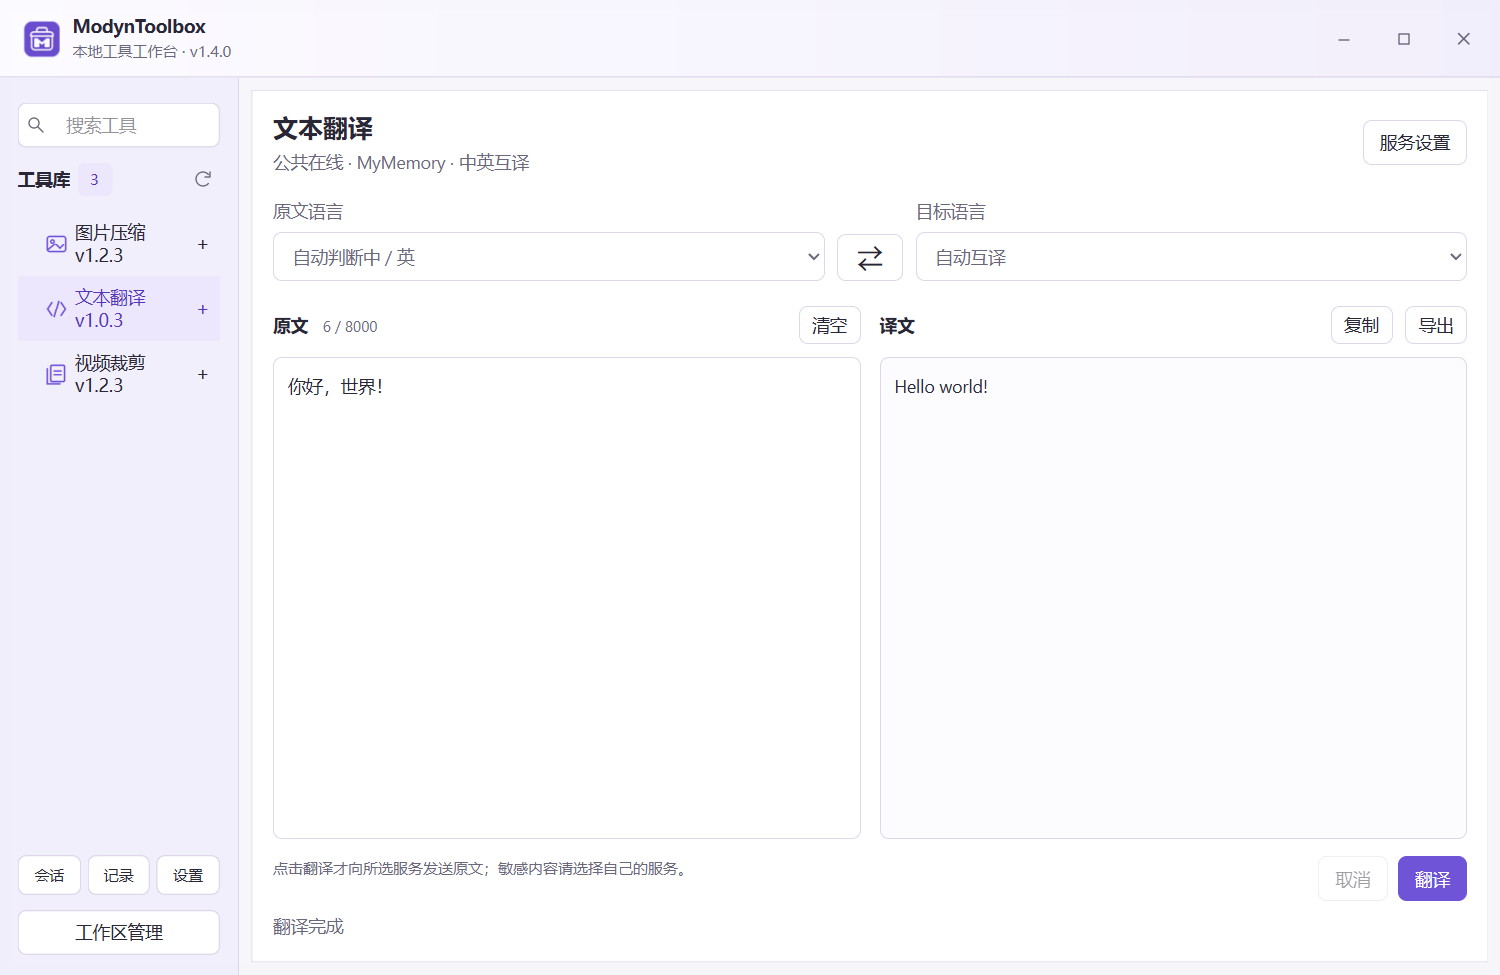 ModynToolbox
本地工具工作台 · v1.4.0
搜索工具
工具库 3
图片压缩
v1.2.3
+
文本翻译
v1.0.3
+
视频裁剪
v1.2.3
+
会话 记录 设置
工作区管理
文本翻译
公共在线 · MyMemory · 中英互译
服务设置
原文语言
目标语言
自动判断中 / 英
自动互译
原文 6 / 8000
清空
译文
复制 导出
你好，世界！
Hello world!
点击翻译才向所选服务发送原文；敏感内容请选择自己的服务。
取消 翻译
翻译完成